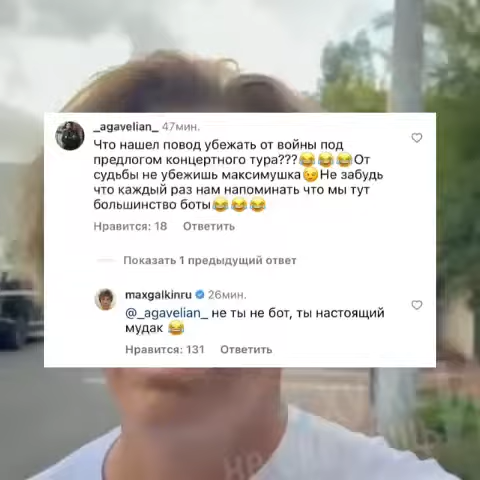 _agavelian_ 47мин.
Что нашел повод убежать от войны под
предлогом концертного тура???😂😂😂От
судьбы не убежишь максимушка😉Не забудь
что каждый раз нам напоминать что мы тут
большинство боты😂😂😂
Нравится: 18 Ответить
Показать 1 предыдущий ответ
maxgalkinru 26мин.
@_agavelian_ не ты не бот, ты настоящий
мудак 😂
Нравится: 131 Ответить